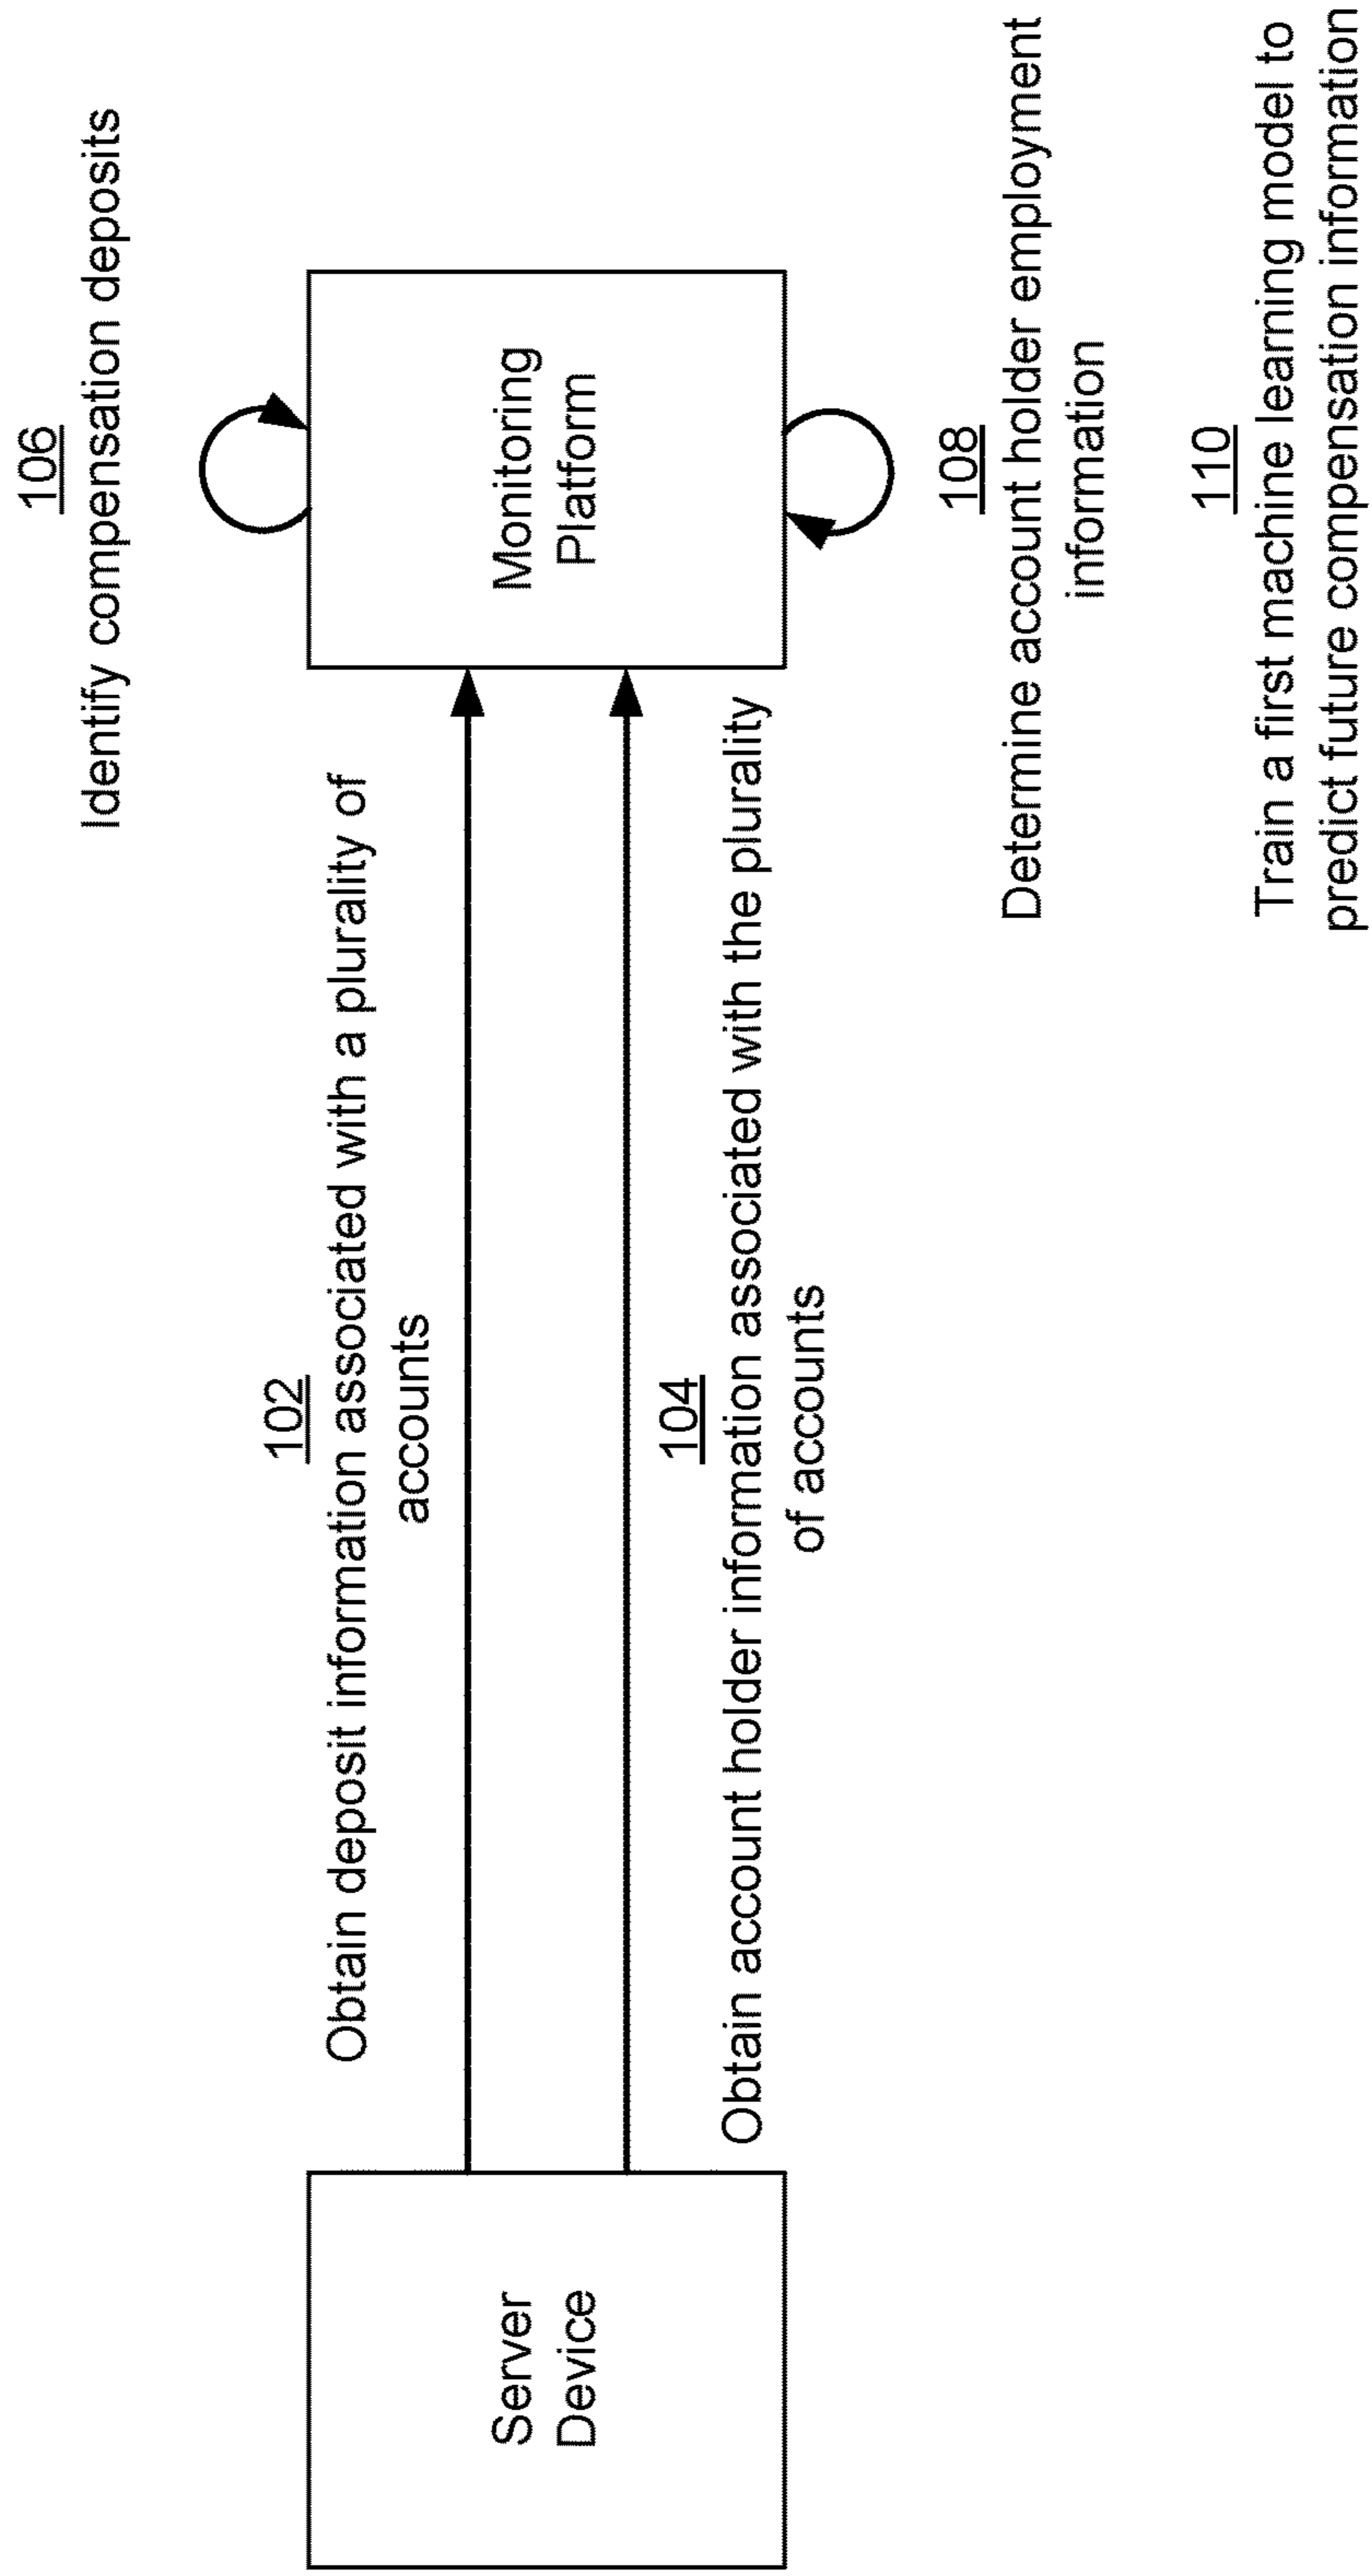 106
Identify compensation deposits
102
Obtain deposit information associated with a plurality of
accounts
Server
Device
Monitoring
Platform
104
Obtain account holder information associated with the plurality
of accounts
108
Determine account holder employment
information
110
Train a first machine learning model to
predict future compensation information